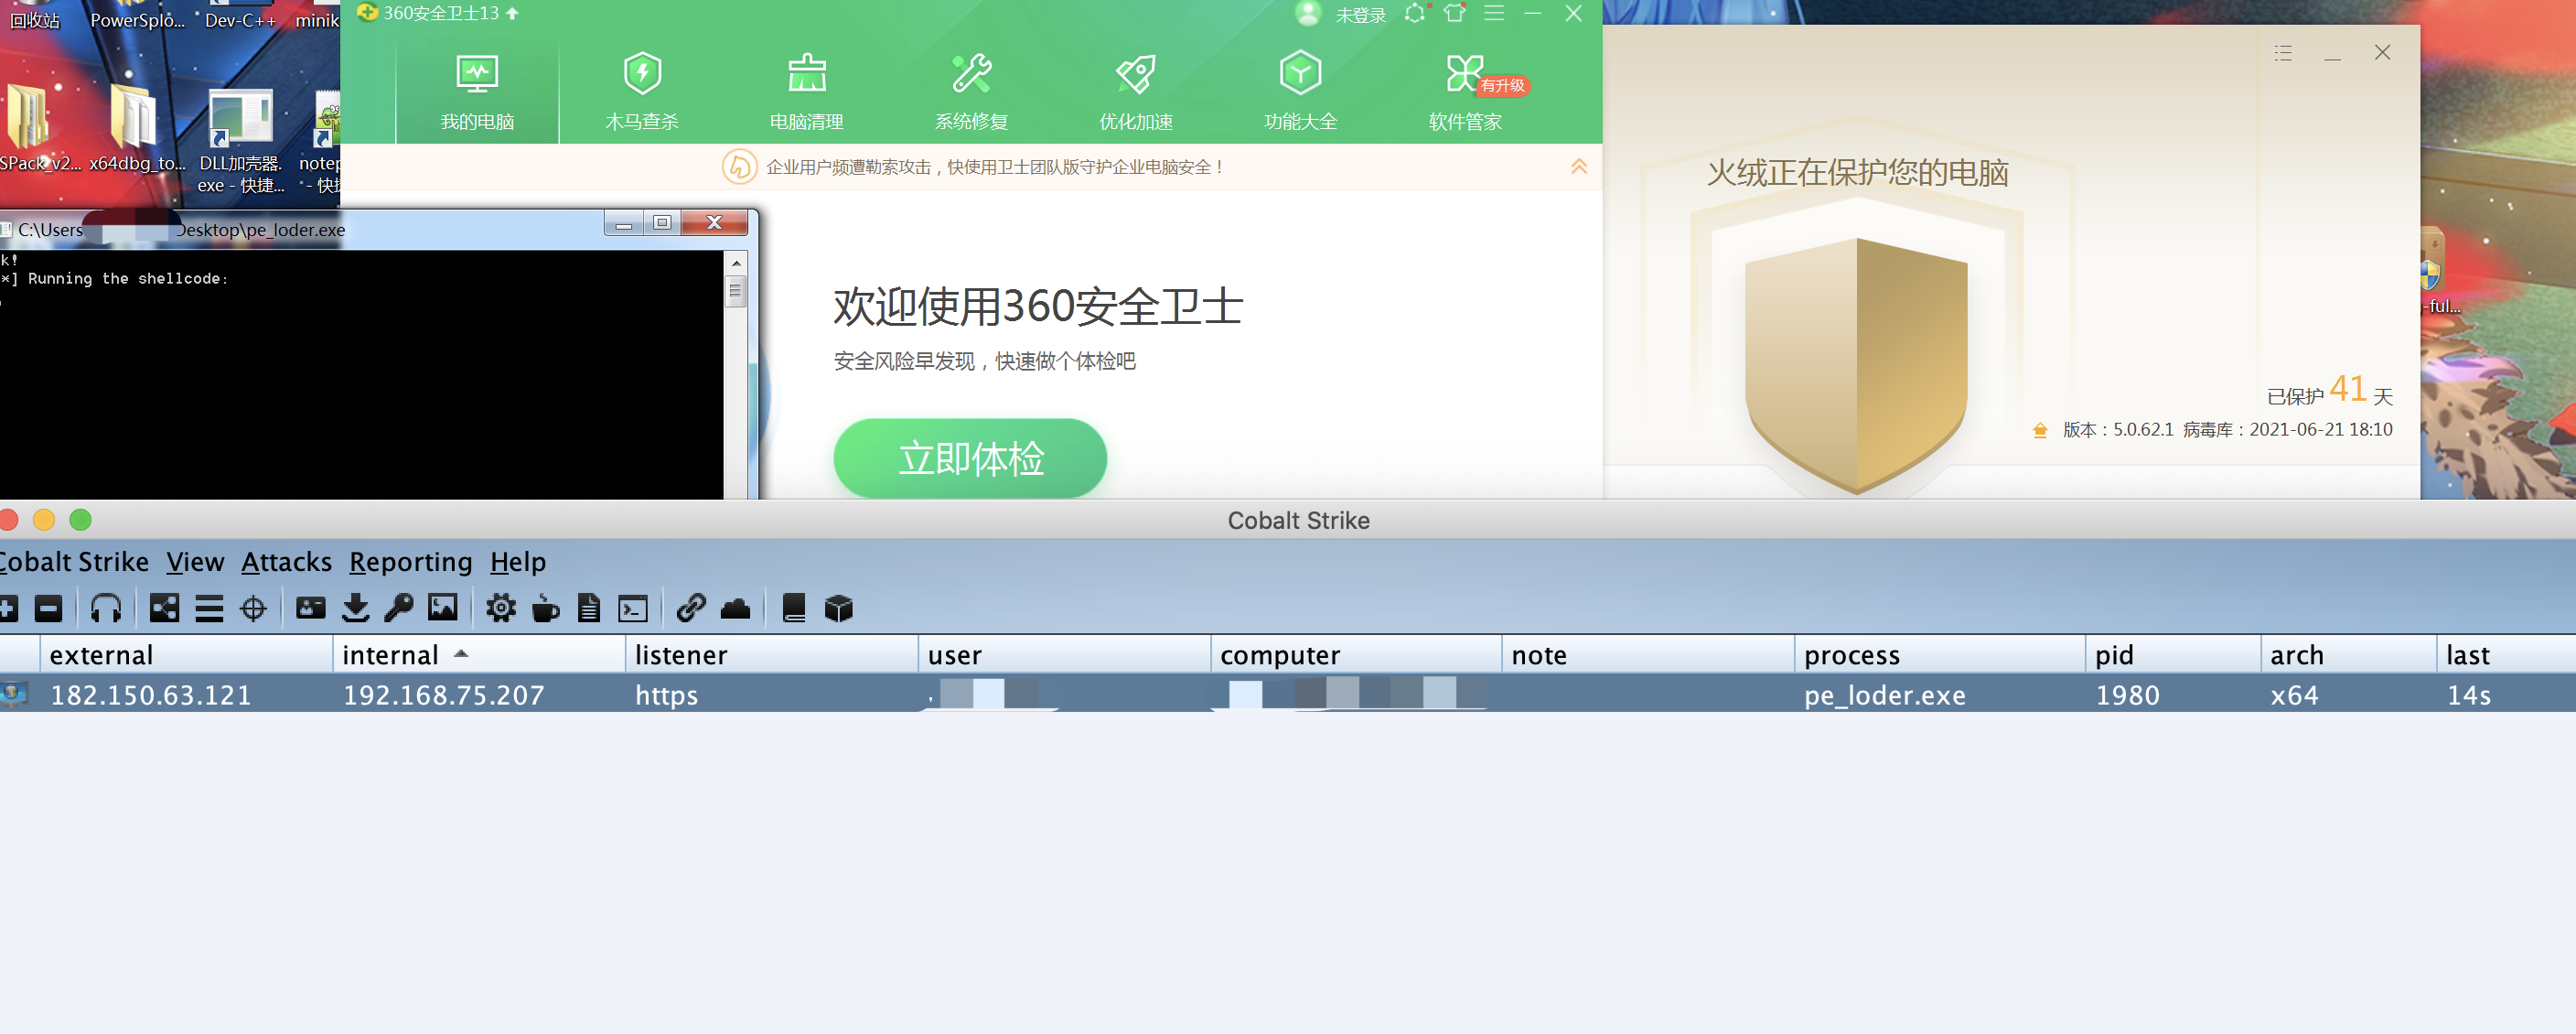 回收站
PowerSplo...
Dev-C++
minik
SPack_v2...
x64dbg_to...
DLL加壳器.
exe - 快捷...
notep
- 快捷
360安全卫士13
未登录
我的电脑
木马查杀
电脑清理
系统修复
优化加速
功能大全
软件管家
有升级
企业用户频遭勒索攻击，快使用卫士团队版守护企业电脑安全！
欢迎使用360安全卫士
安全风险早发现，快速做个体检吧
立即体检
火绒正在保护您的电脑
已保护 41 天
版本：5.0.62.1 病毒库：2021-06-21 18:10
-ful...
C:\Users
Desktop\pe_loder.exe
k!
*] Running the shellcode:
Cobalt Strike
Cobalt Strike View Attacks Reporting Help
external internal listener user computer note process pid arch last
182.150.63.121 192.168.75.207 https pe_loder.exe 1980 x64 14s